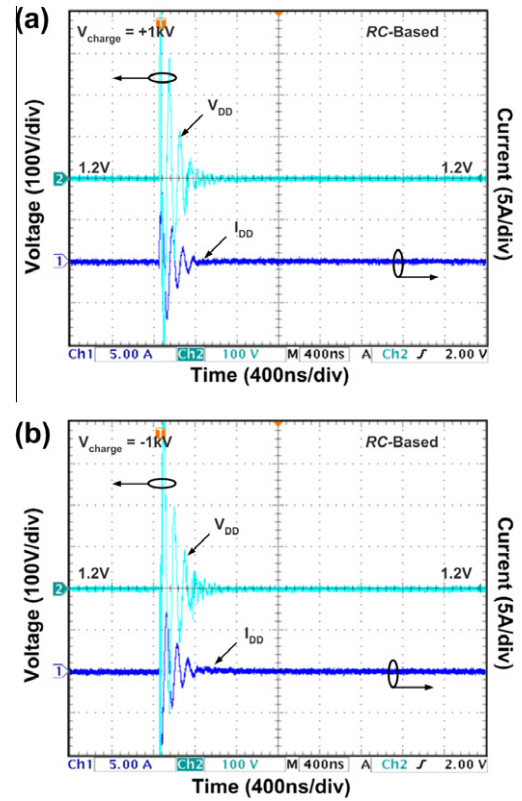 (a)
V_charge = +1kV
RC-Based
T
V_DD
1.2V
1.2V
2
I_DD
1
Voltage (100V/div)
Current (5A/div)
Ch1 5.00 A Ch2 100 V M 400ns A Ch2 ʃ 2.00 V
Time (400ns/div)
(b)
V_charge = -1kV
RC-Based
T
V_DD
1.2V
1.2V
2
I_DD
1
Voltage (100V/div)
Current (5A/div)
Ch1 5.00 A Ch2 100 V M 400ns A Ch2 ʃ 2.00 V
Time (400ns/div)